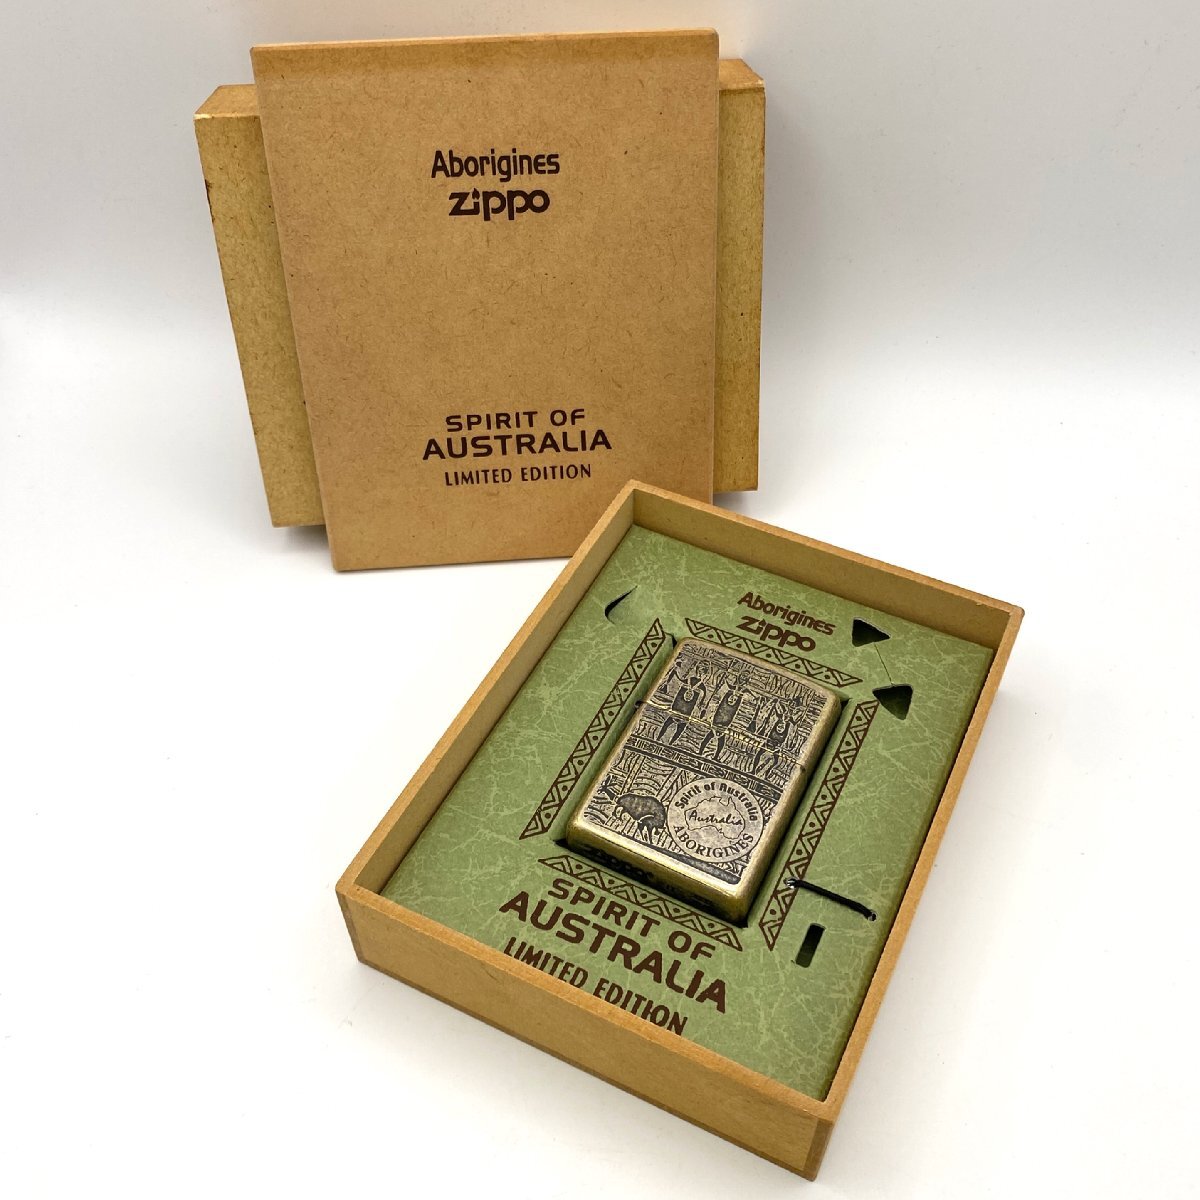 Aborigines
zippo
SPIRIT OF
AUSTRALIA
LIMITED EDITION
Aborigines
zippo
Spirit of Australia
Australia
ABORIGINES
SPIRIT OF
AUSTRALIA
LIMITED EDITION